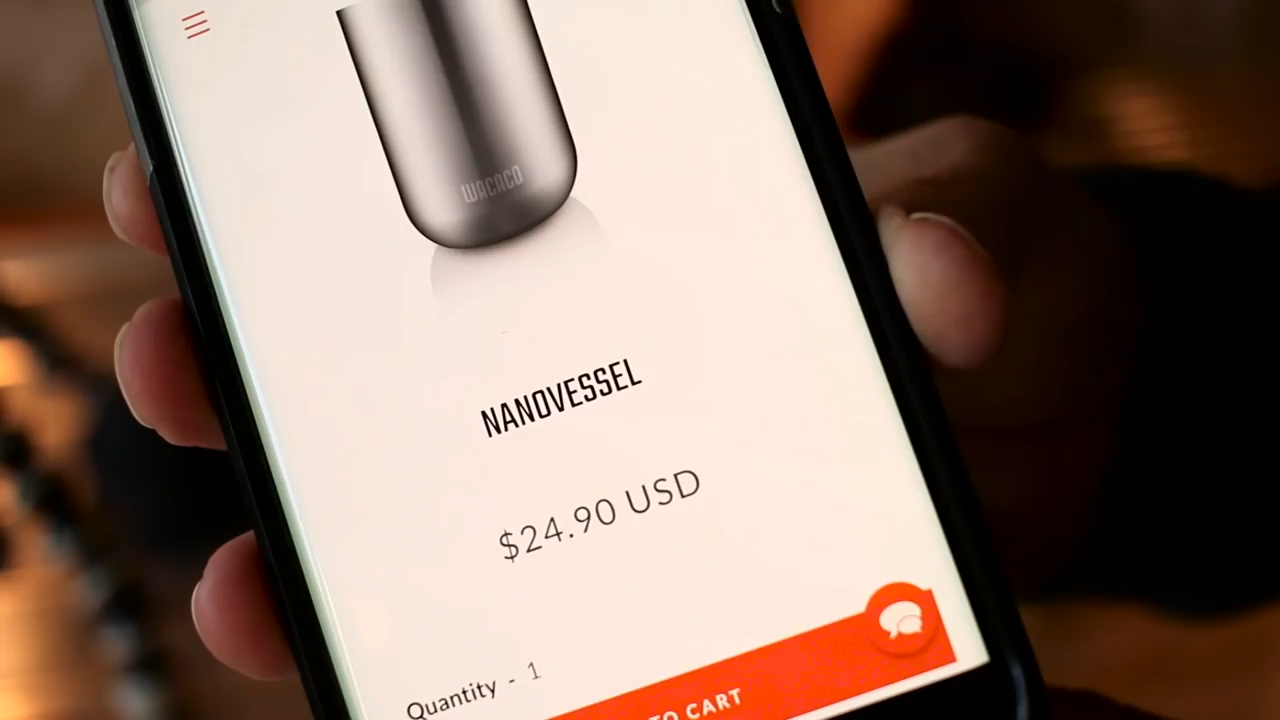 WACACO
NANOVESSEL
$24.90 USD
Quantity - 1
TO CART